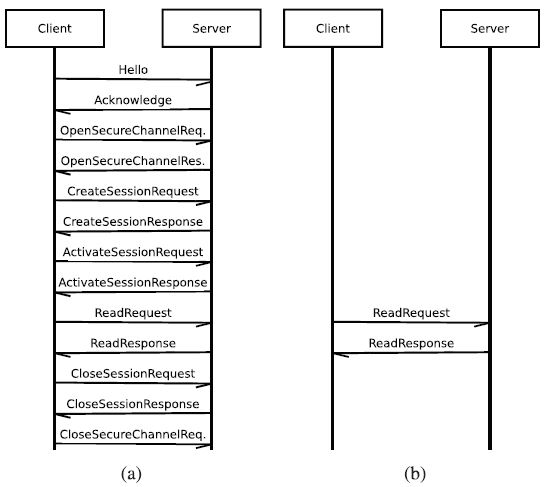 Client
Server
Client
Server
Hello
Acknowledge
OpenSecureChannelReq.
OpenSecureChannelRes.
CreateSessionRequest
CreateSessionResponse
ActivateSessionRequest
ActivateSessionResponse
ReadRequest
ReadRequest
ReadResponse
ReadResponse
CloseSessionRequest
CloseSessionResponse
CloseSecureChannelReq.
(a)
(b)